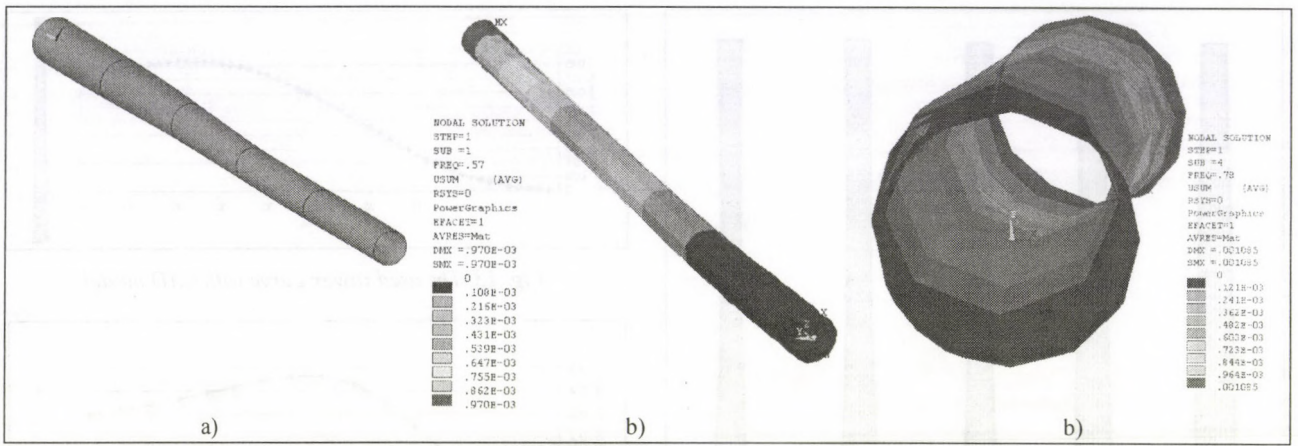 MX
NODAL SOLUTION
STEP=1
SUB =1
FREQ=.57
USUM (AVG)
RSYS=0
PowerGraphics
EFACET=1
AVRES=Mat
DMX =.970E-03
SMX =.970E-03
0
.108E-03
.216E-03
.323E-03
.431E-03
.539E-03
.647E-03
.755E-03
.862E-03
.970E-03
X
Y
Z
NODAL SOLUTION
STEP=1
SUB =4
FREQ=.78
USUM (AVG)
RSYS=0
PowerGraphics
EFACET=1
AVRES=Mat
DMX =.001085
SMX =.001085
0
.121E-03
.241E-03
.362E-03
.482E-03
.603E-03
.723E-03
.844E-03
.964E-03
.001085
a)
b)
b)